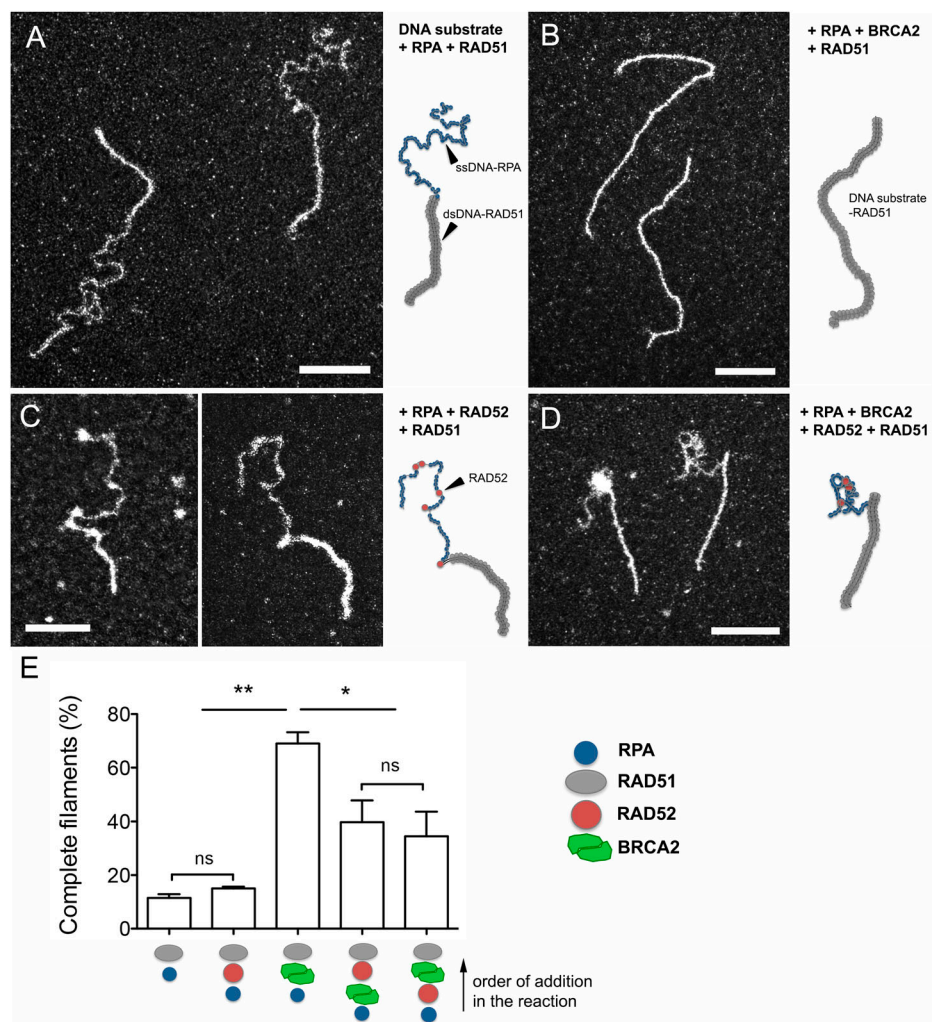 A
DNA substrate
+ RPA + RAD51
ssDNA-RPA
dsDNA-RAD51
B
+ RPA + BRCA2
+ RAD51
DNA substrate
-RAD51
C
+ RPA + RAD52
+ RAD51
RAD52
D
+ RPA + BRCA2
+ RAD52 + RAD51
E
Complete filaments (%)
80
60
40
20
0
**
*
ns
ns
order of addition
in the reaction
RPA
RAD51
RAD52
BRCA2